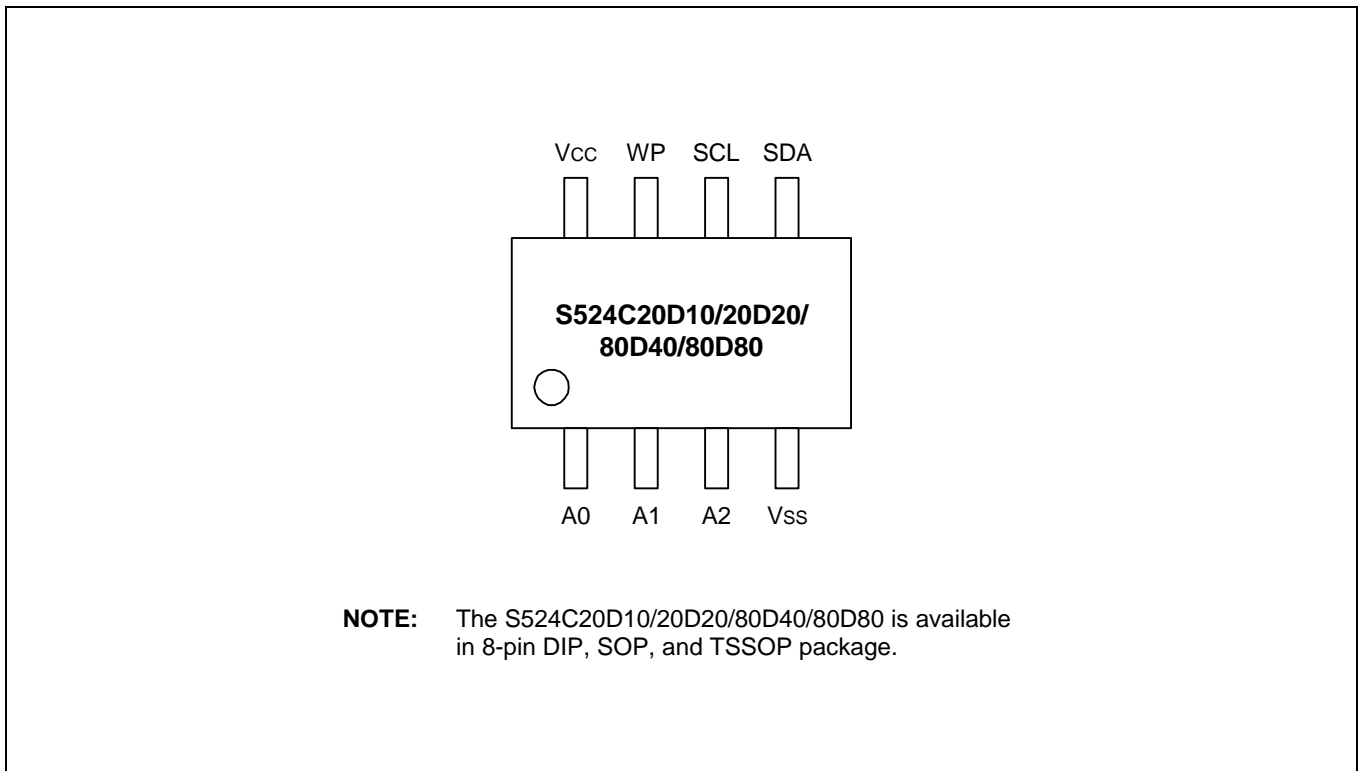 Vcc WP SCL SDA
S524C20D10/20D20/
80D40/80D80
A0 A1 A2 Vss
NOTE: The S524C20D10/20D20/80D40/80D80 is available
in 8-pin DIP, SOP, and TSSOP package.